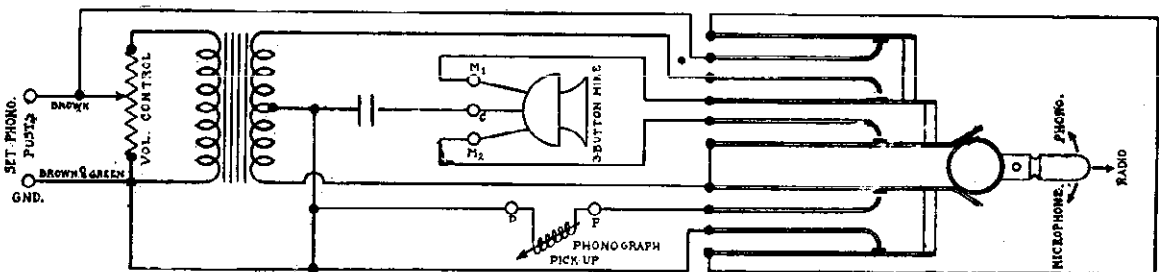 SET-PHONO.
PUSH
GND.
BROWN
BROWN & GREEN
VOL. CONTROL
M1
C
M2
3-BUTTON MIKE
P
P
PHONOGRAPH
PICK UP
PHONO.
RADIO
MICROPHONE.